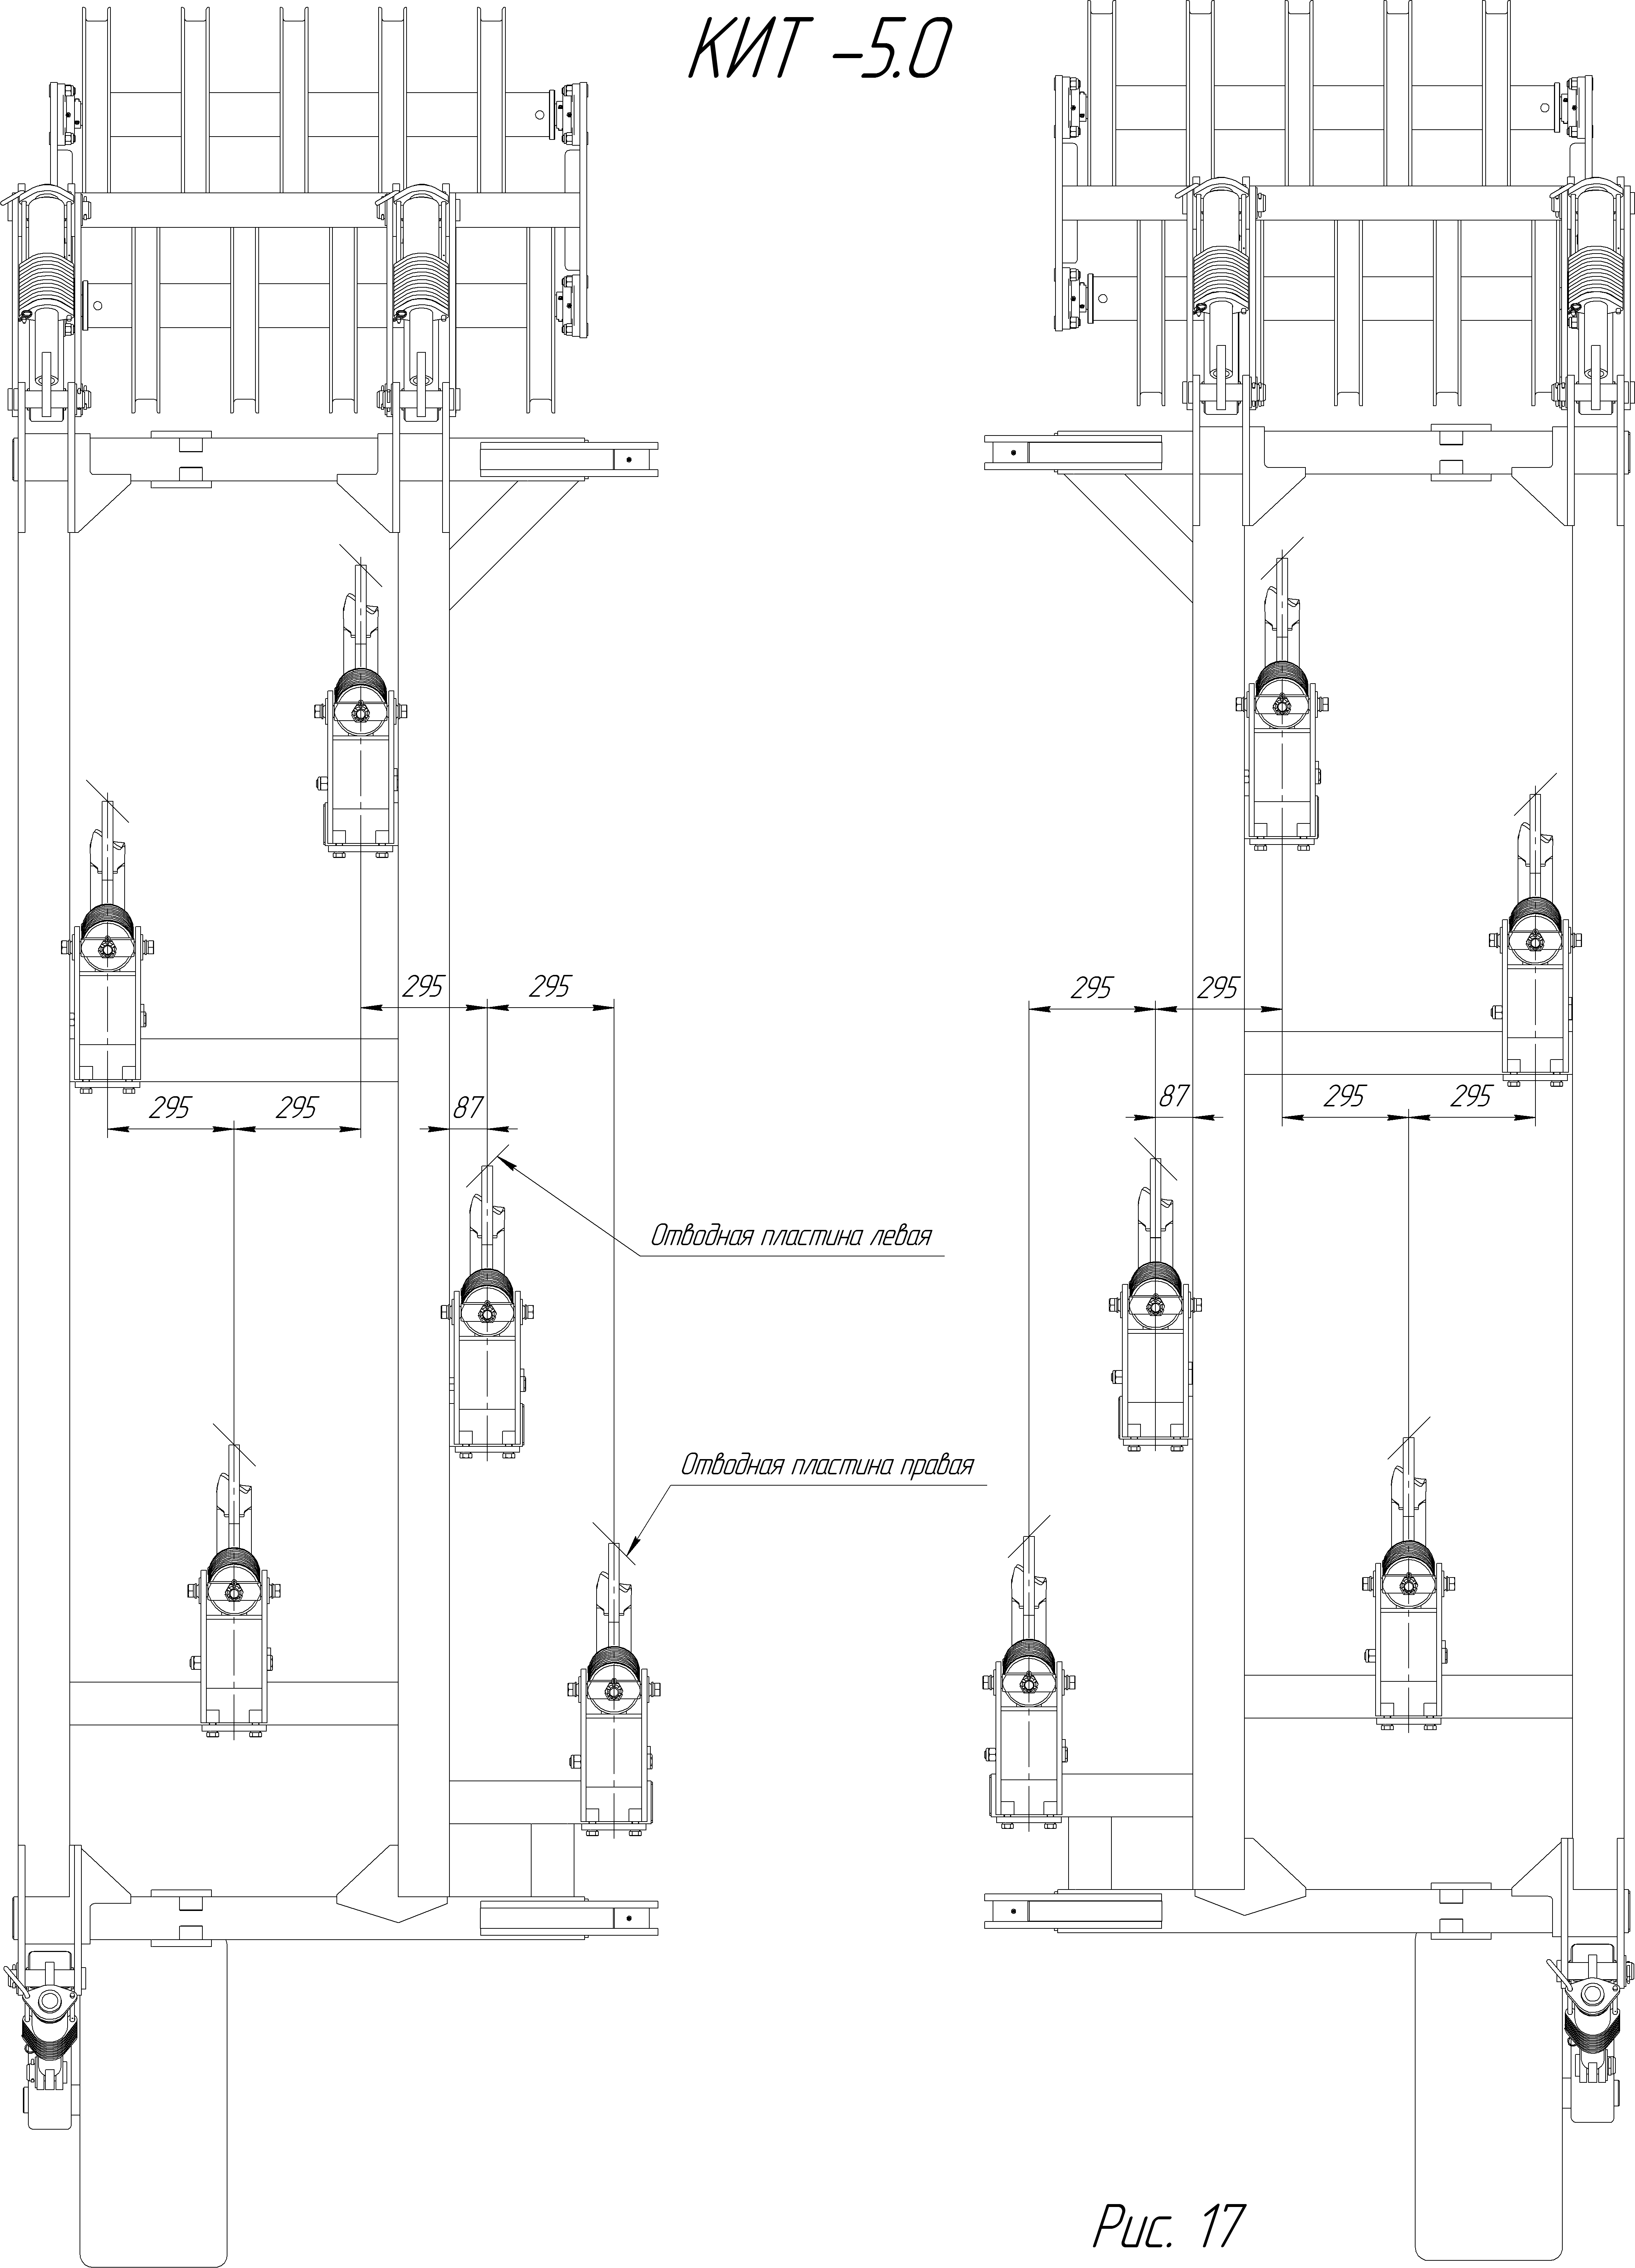 КИТ -5.0
295 295
295 295
295 295 87
87 295 295
Отводная пластина левая
Отводная пластина правая
Рис. 17